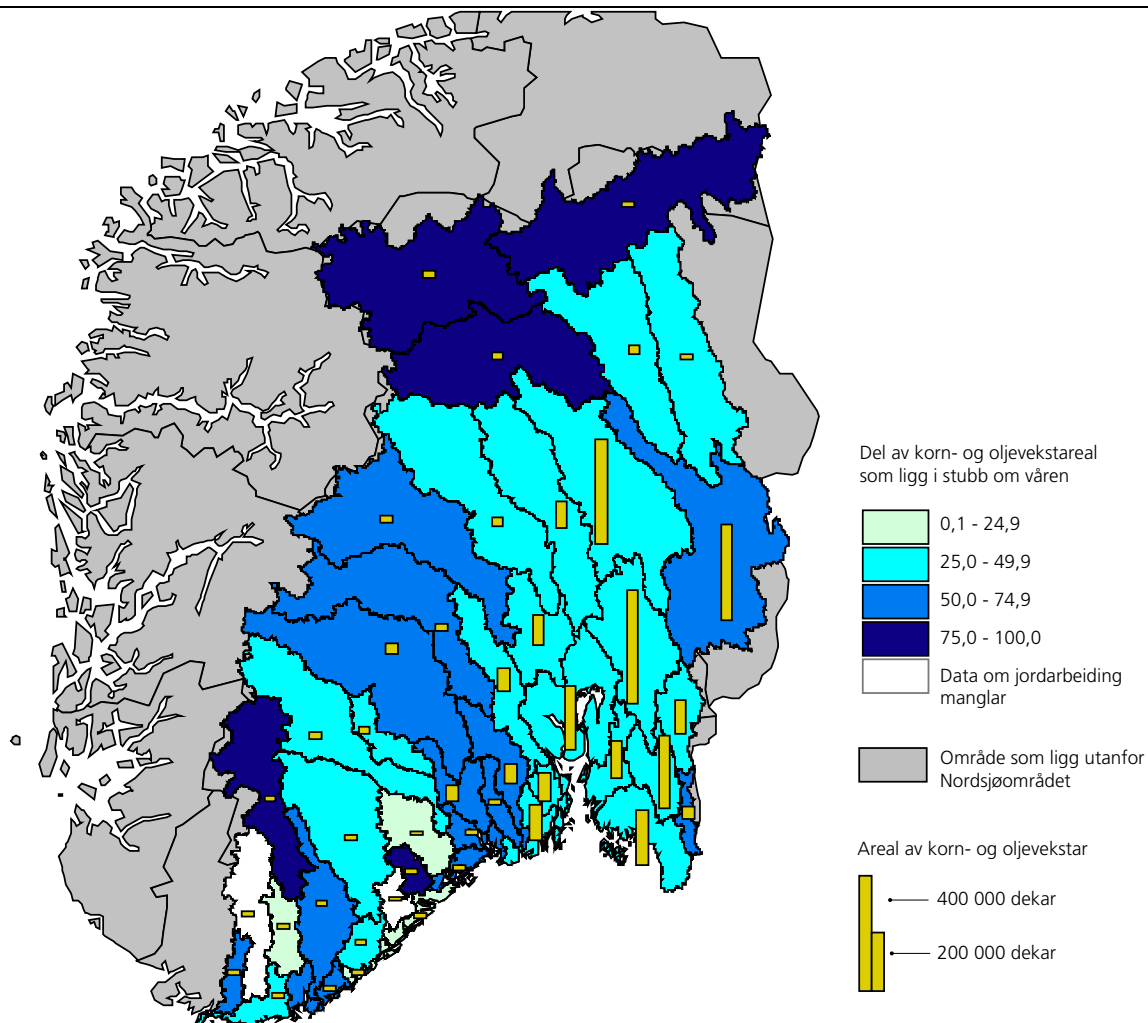 Del av korn- og oljevekstareal
som ligg i stubb om våren
0,1 - 24,9
25,0 - 49,9
50,0 - 74,9
75,0 - 100,0
Data om jordarbeiding
manglar
Område som ligg utanfor
Nordsjøområdet
Areal av korn- og oljevekstar
400 000 dekar
200 000 dekar